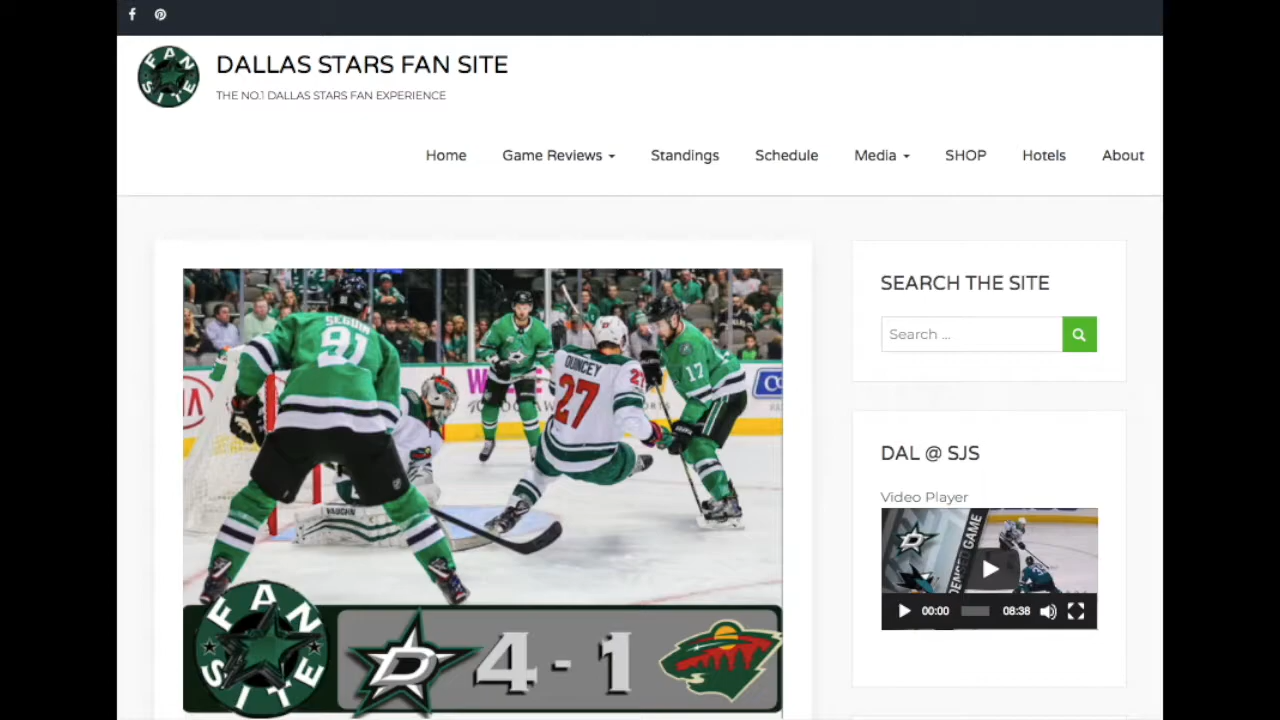 DALLAS STARS FAN SITE
THE NO.1 DALLAS STARS FAN EXPERIENCE
Home Game Reviews Standings Schedule Media SHOP Hotels About
SEGUIN
91
QUINCEY
27
17
VAUGHN
FAN
SITE
D
4 - 1
SEARCH THE SITE
Search ...
DAL @ SJS
Video Player
00:00 08:38